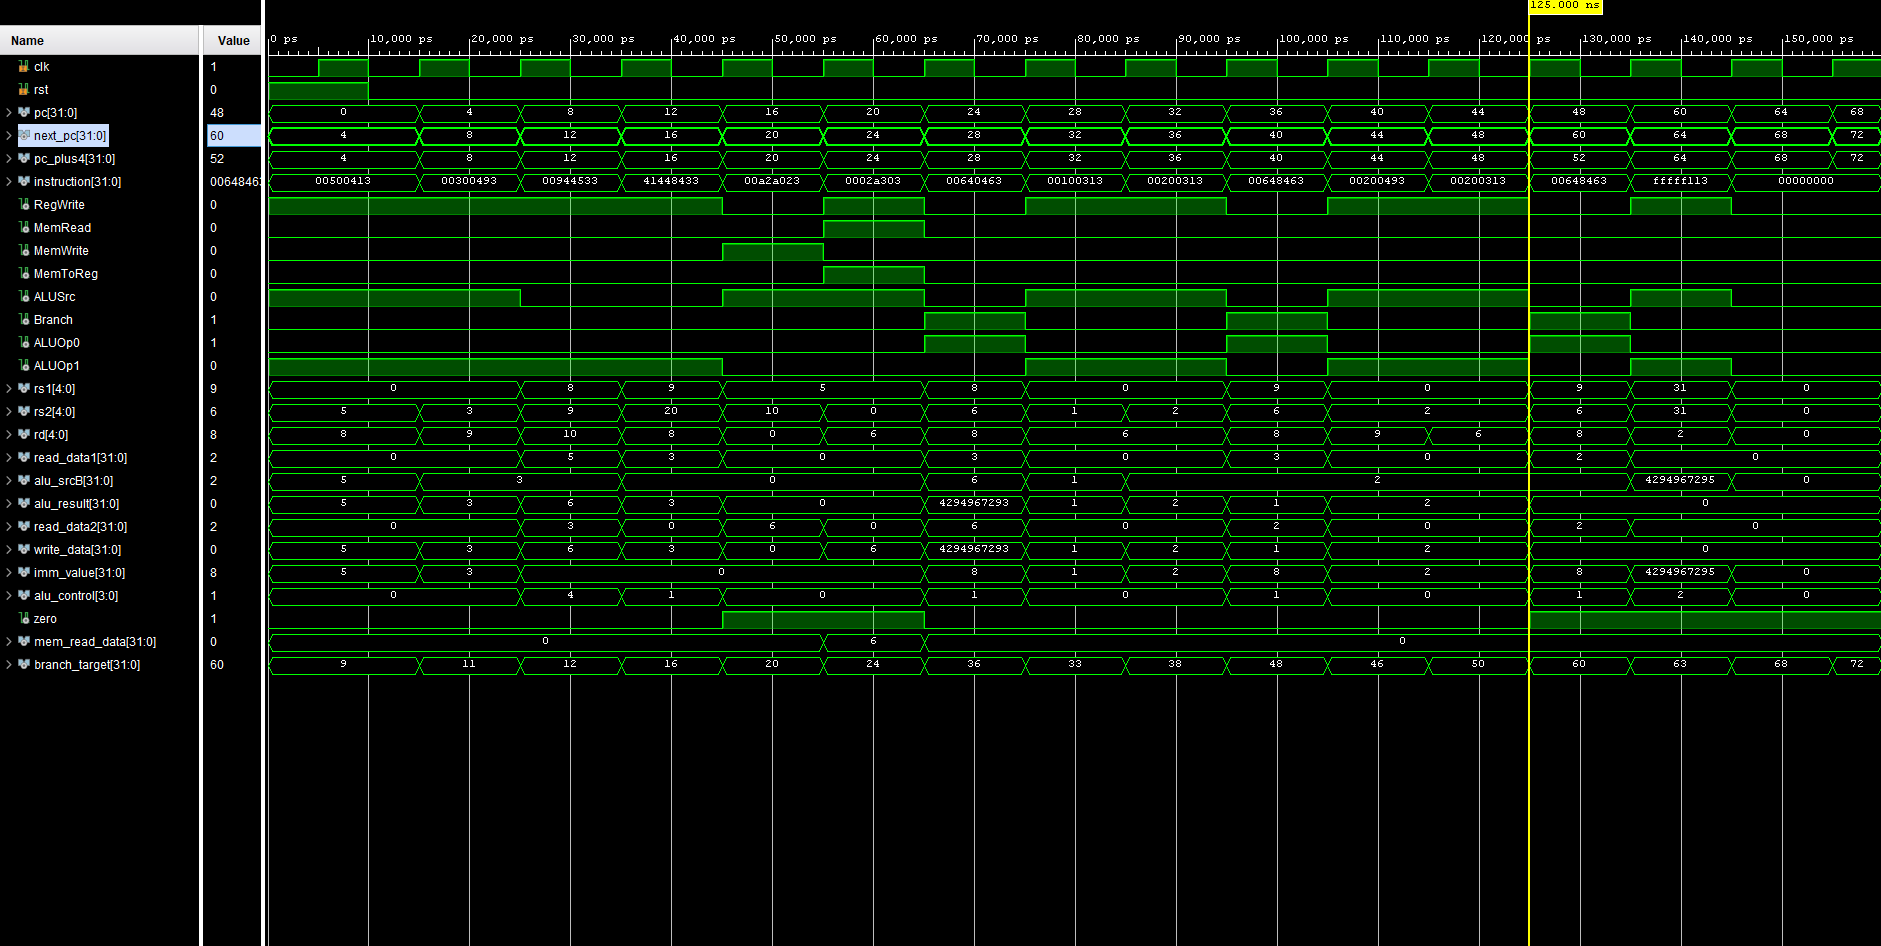 125.000 ns
Name Value 0 ps 10,000 ps 20,000 ps 30,000 ps 40,000 ps 50,000 ps 60,000 ps 70,000 ps 80,000 ps 90,000 ps 100,000 ps 110,000 ps 120,000 ps 130,000 ps 140,000 ps 150,000 ps
clk 1
rst 0
pc[31:0] 48 0 4 8 12 16 20 24 28 32 36 40 44 48 60 64 68
next_pc[31:0] 60 4 8 12 16 20 24 28 32 36 40 44 48 60 64 68 72
pc_plus4[31:0] 52 4 8 12 16 20 24 28 32 36 40 44 48 52 64 68 72
instruction[31:0] 00648463 00500413 00300493 00944533 41448433 00a2a023 0002a303 00640463 00100313 00200313 00648463 00200493 00200313 00648463 fffff113 00000000
RegWrite 0
MemRead 0
MemWrite 0
MemToReg 0
ALUSrc 0
Branch 1
ALUOp0 1
ALUOp1 0
rs1[4:0] 9 0 8 9 5 8 0 9 0 9 31 0
rs2[4:0] 6 5 3 9 20 10 0 6 1 2 6 2 6 31 0
rd[4:0] 8 8 9 10 8 0 6 8 6 8 9 6 8 2 0
read_data1[31:0] 2 0 5 3 0 3 0 3 0 2 0
alu_srcB[31:0] 2 5 3 0 6 1 2 4294967295 0
alu_result[31:0] 0 5 3 6 3 0 4294967293 1 2 1 2 0
read_data2[31:0] 2 0 3 0 6 0 6 0 2 0 2 0
write_data[31:0] 0 5 3 6 3 0 6 4294967293 1 2 1 2 0
imm_value[31:0] 8 5 3 0 8 1 2 8 2 8 4294967295 0
alu_control[3:0] 1 0 4 1 0 1 0 1 0 1 2 0
zero 1
mem_read_data[31:0] 0 0 6 0
branch_target[31:0] 60 9 11 12 16 20 24 36 33 38 48 46 50 60 63 68 72